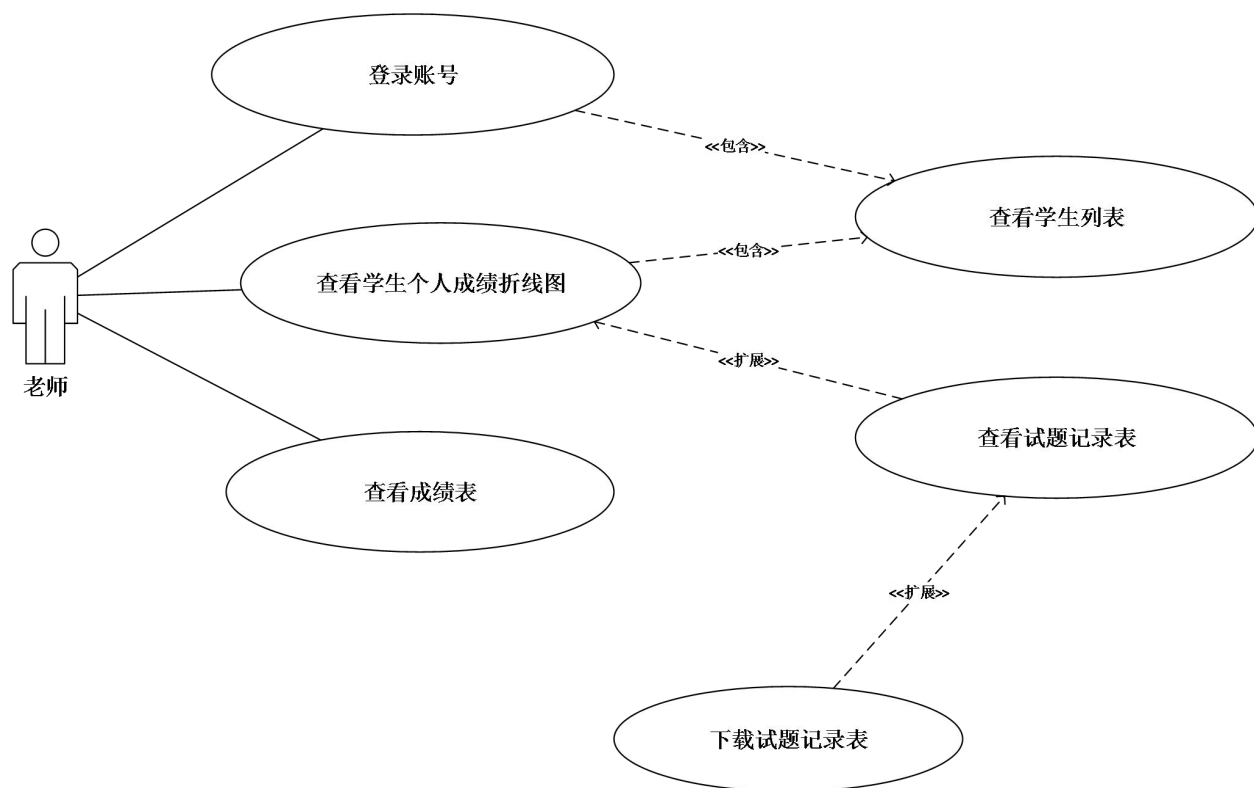 登录账号
<<包含>>
查看学生列表
查看学生个人成绩折线图
<<包含>>
老师
<<扩展>>
查看试题记录表
查看成绩表
<<扩展>>
下载试题记录表